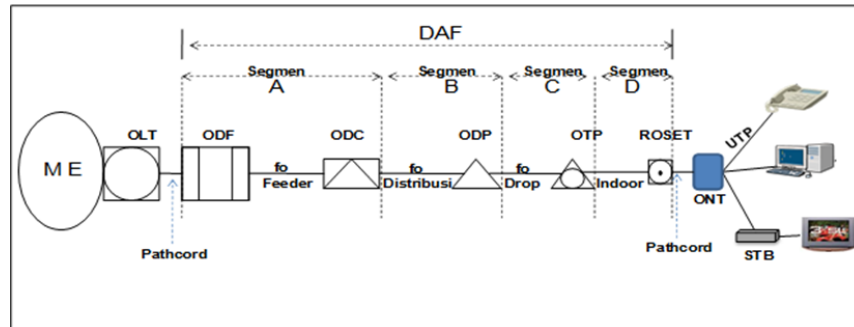 DAF
Segmen A
Segmen B
Segmen C
Segmen D
OLT
ODF
ODC
ODP
OTP
ROSET
UTP
M E
fo Feeder
fo Distribusi
fo Drop
Indoor
ONT
Pathcord
Pathcord
STB